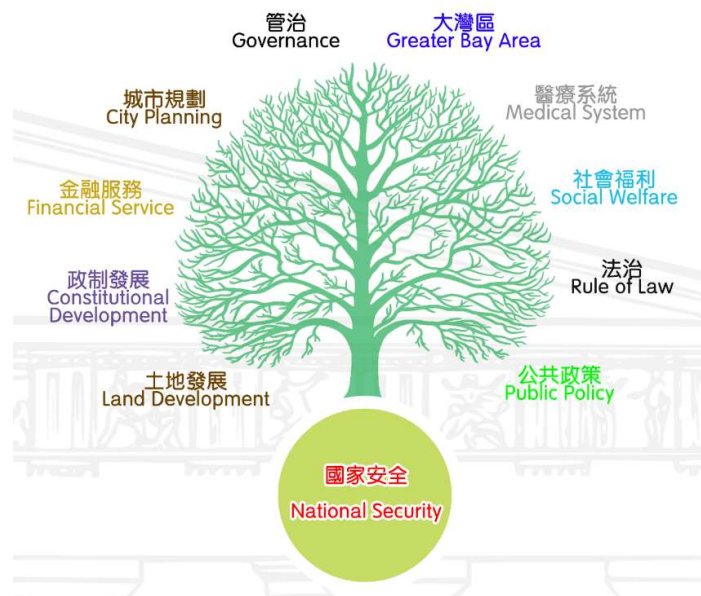 管治
Governance
大灣區
Greater Bay Area
城市規劃
City Planning
醫療系統
Medical System
金融服務
Financial Service
社會福利
Social Welfare
政制發展
Constitutional
Development
法治
Rule of Law
土地發展
Land Development
公共政策
Public Policy
國家安全
National Security